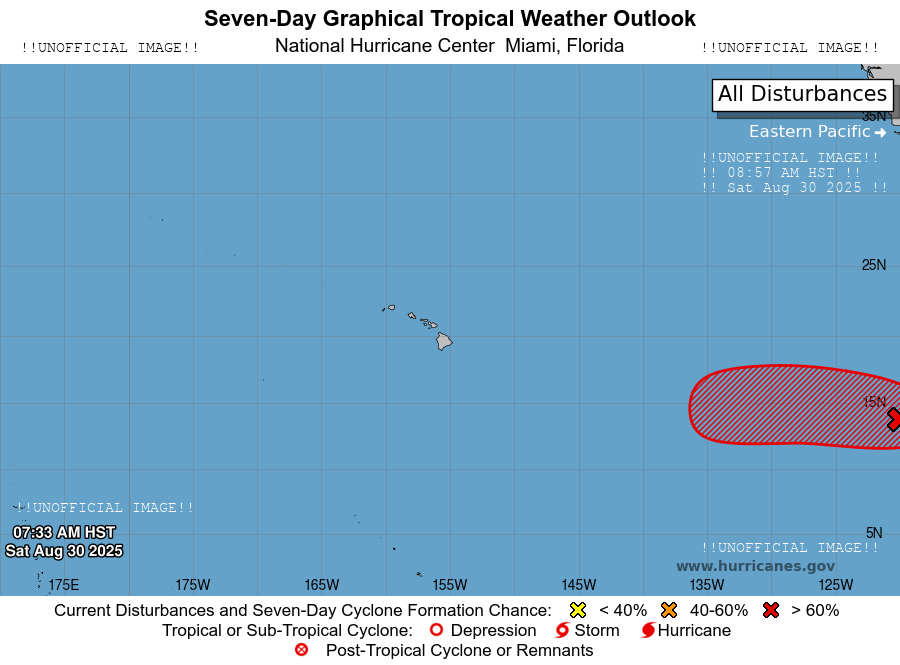 Seven-Day Graphical Tropical Weather Outlook
!!UNOFFICIAL IMAGE!! National Hurricane Center Miami, Florida !!UNOFFICIAL IMAGE!!
All Disturbances
35N
Eastern Pacific
!!UNOFFICIAL IMAGE!!
!! 08:57 AM HST !!
!! Sat Aug 30 2025 !!
25N
15N
!!UNOFFICIAL IMAGE!!
07:33 AM HST
Sat Aug 30 2025
5N
!!UNOFFICIAL IMAGE!!
www.hurricanes.gov
175E 175W 165W 155W 145W 135W 125W
Current Disturbances and Seven-Day Cyclone Formation Chance: < 40% 40-60% > 60%
Tropical or Sub-Tropical Cyclone: Depression Storm Hurricane
Post-Tropical Cyclone or Remnants